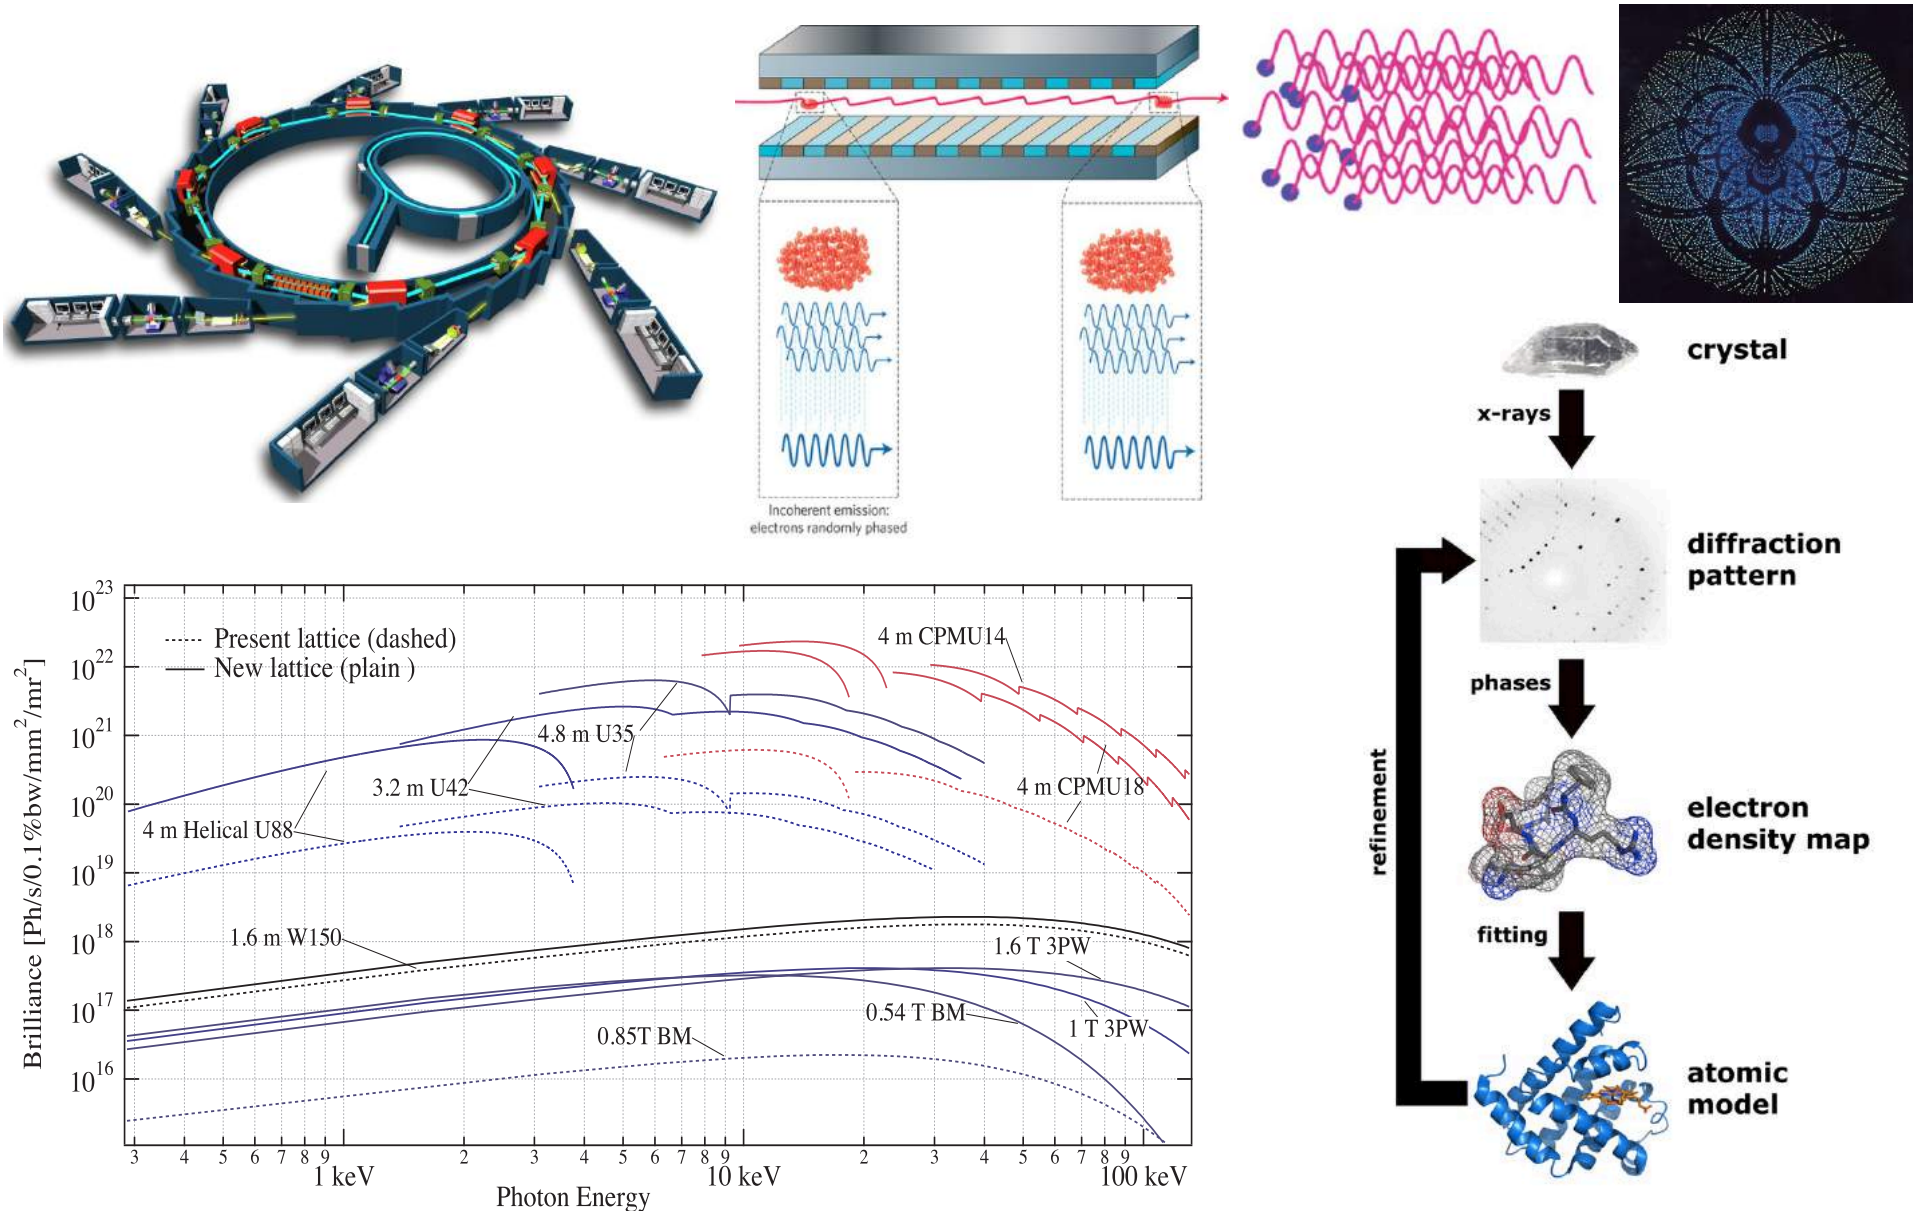 Incoherent emission:
electrons randomly phased
crystal
x-rays
diffraction
pattern
phases
electron
density map
refinement
fitting
atomic
model
Brilliance [Ph/s/0.1%bw/mm²/mr²]
10²³
10²²
10²¹
10²⁰
10¹⁹
10¹⁸
10¹⁷
10¹⁶
Present lattice (dashed)
New lattice (plain )
4 m CPMU14
4.8 m U35
3.2 m U42
4 m CPMU18
4 m Helical U88
1.6 m W150
1.6 T 3PW
0.54 T BM
1 T 3PW
0.85T BM
3 4 5 6 7 8 9 2 3 4 5 6 7 8 9 2 3 4 5 6 7 8 9
1 keV 10 keV 100 keV
Photon Energy